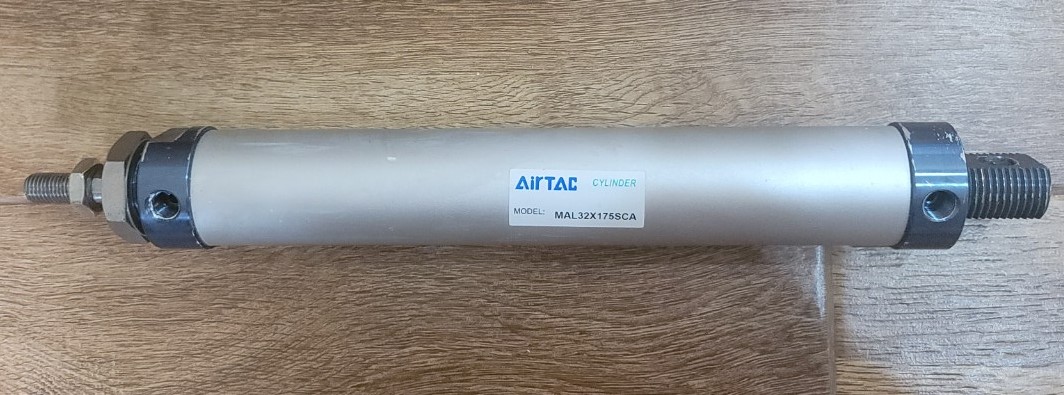 AirTAC CYLINDER
MODEL: MAL32X175SCA